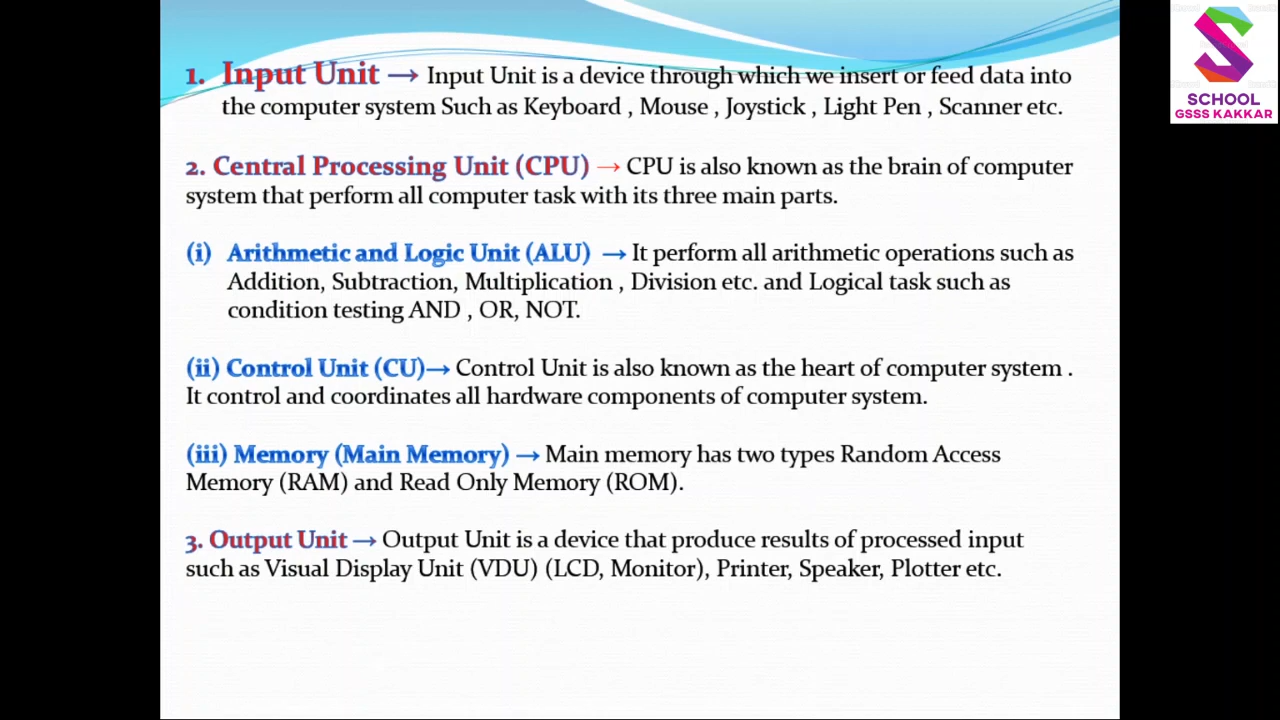 1. Input Unit → Input Unit is a device through which we insert or feed data into
the computer system Such as Keyboard , Mouse , Joystick , Light Pen , Scanner etc.
2. Central Processing Unit (CPU) → CPU is also known as the brain of computer
system that perform all computer task with its three main parts.
(i) Arithmetic and Logic Unit (ALU) → It perform all arithmetic operations such as
Addition, Subtraction, Multiplication , Division etc. and Logical task such as
condition testing AND , OR, NOT.
(ii) Control Unit (CU)→ Control Unit is also known as the heart of computer system .
It control and coordinates all hardware components of computer system.
(iii) Memory (Main Memory) → Main memory has two types Random Access
Memory (RAM) and Read Only Memory (ROM).
3. Output Unit → Output Unit is a device that produce results of processed input
such as Visual Display Unit (VDU) (LCD, Monitor), Printer, Speaker, Plotter etc.
SCHOOL
GSSS KAKKAR